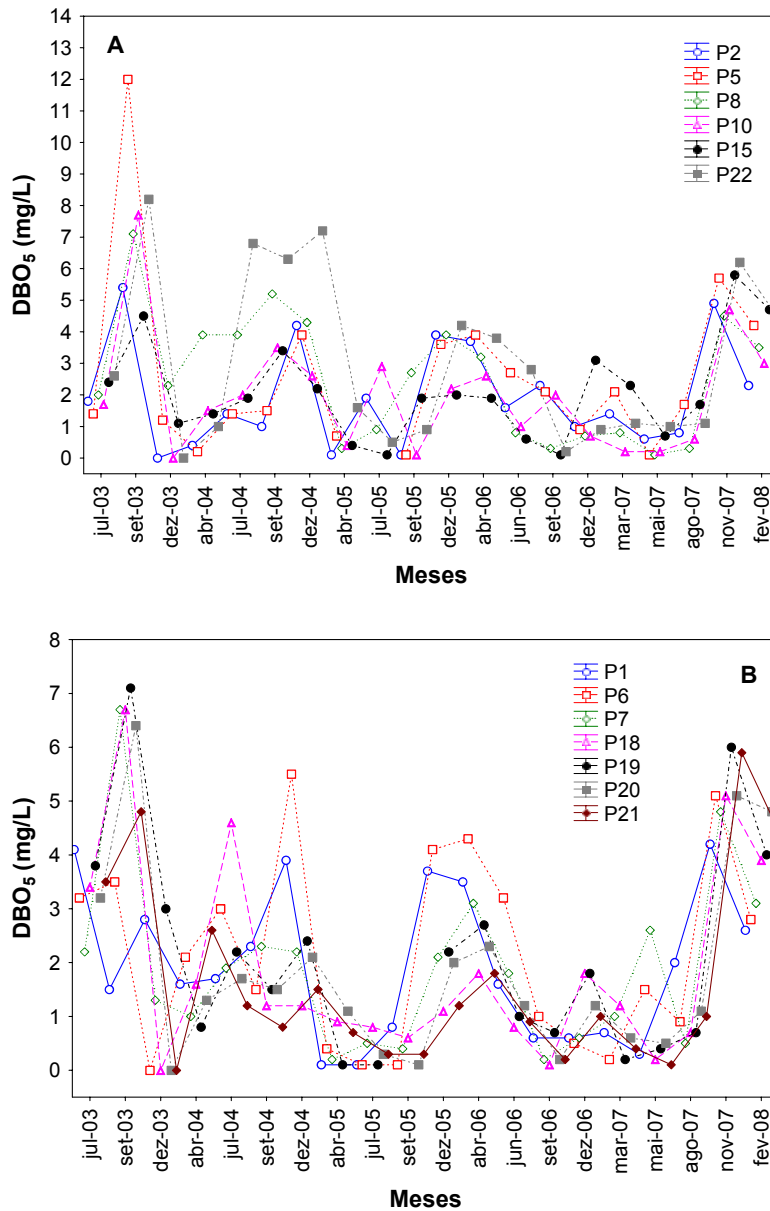 14
13
12
11
10
9
8
7
6
5
4
3
2
1
0
DBO5 (mg/L)
A
P2
P5
P8
P10
P15
P22
jul-03
set-03
dez-03
abr-04
jul-04
set-04
dez-04
abr-05
jul-05
set-05
dez-05
abr-06
jun-06
set-06
dez-06
mar-07
mai-07
ago-07
nov-07
fev-08
Meses
8
7
6
5
4
3
2
1
0
DBO5 (mg/L)
B
P1
P6
P7
P18
P19
P20
P21
jul-03
set-03
dez-03
abr-04
jul-04
set-04
dez-04
abr-05
jul-05
set-05
dez-05
abr-06
jun-06
set-06
dez-06
mar-07
mai-07
ago-07
nov-07
fev-08
Meses